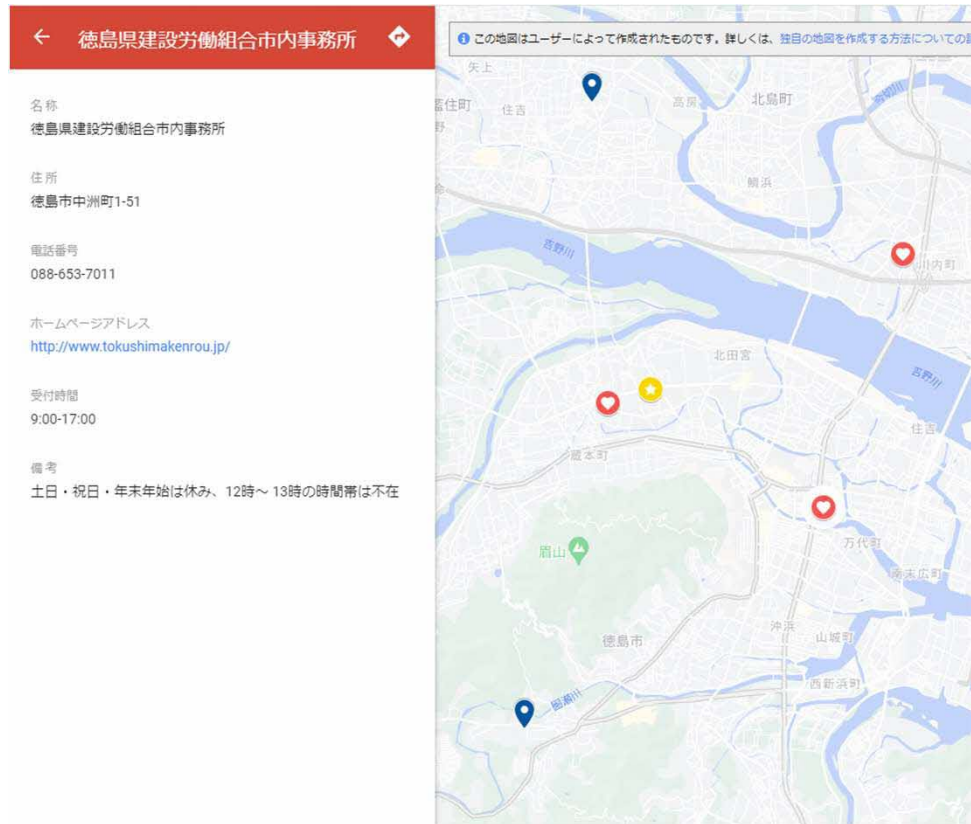 徳島県建設労働組合市内事務所
名称
徳島県建設労働組合市内事務所
住所
徳島市中洲町1-51
電話番号
088-653-7011
ホームページアドレス
http://www.tokushimakenrou.jp/
受付時間
9:00-17:00
備考
土日・祝日・年末年始は休み、12時～13時の時間帯は不在
この地図はユーザーによって作成されたものです。詳しくは、独自の地図を作成する方法についての
矢上
住吉
高房
北島町
今切川
鯛浜
川内町
吉野川
北田宮
吉野川
住吉
蔵本町
万代町
眉山
南末広町
沖浜
山城町
徳島市
西新浜町
園瀬川